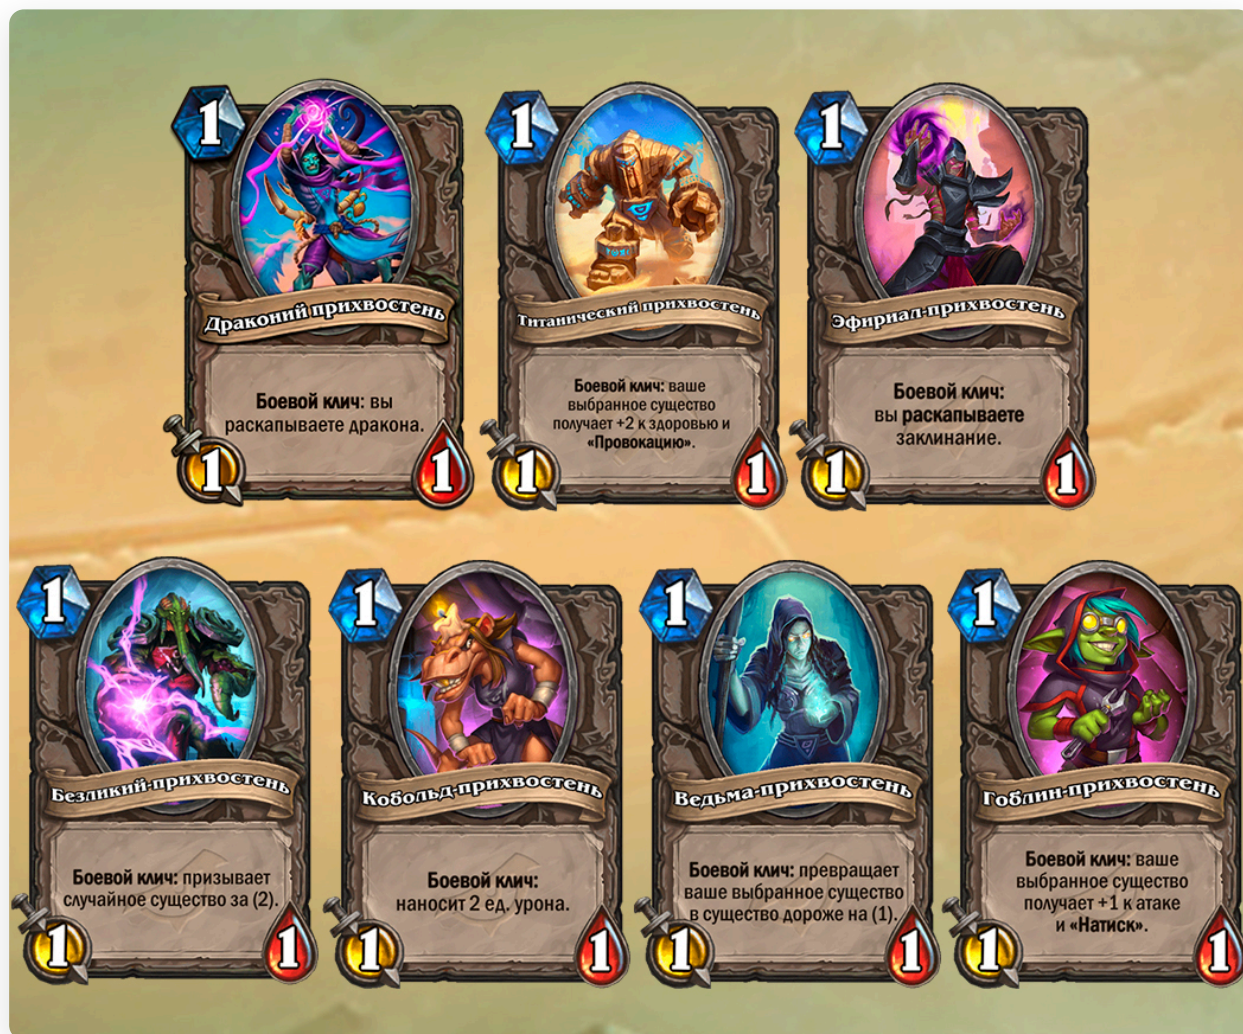 1
Драконий прихвостень
Боевой клич: вы
раскапываете дракона.
1
1
1
Титанический прихвостень
Боевой клич: ваше
выбранное существо
получает +2 к здоровью и
«Провокацию».
1
1
1
Эфириал-прихвостень
Боевой клич:
вы раскапываете
заклинание.
1
1
1
Безликий-прихвостень
Боевой клич: призывает
случайное существо за (2).
1
1
1
Кобольд-прихвостень
Боевой клич:
наносит 2 ед. урона.
1
1
1
Ведьма-прихвостень
Боевой клич: превращает
ваше выбранное существо
в существо дороже на (1).
1
1
1
Гоблин-прихвостень
Боевой клич: ваше
выбранное существо
получает +1 к атаке
и «Натиск».
1
1